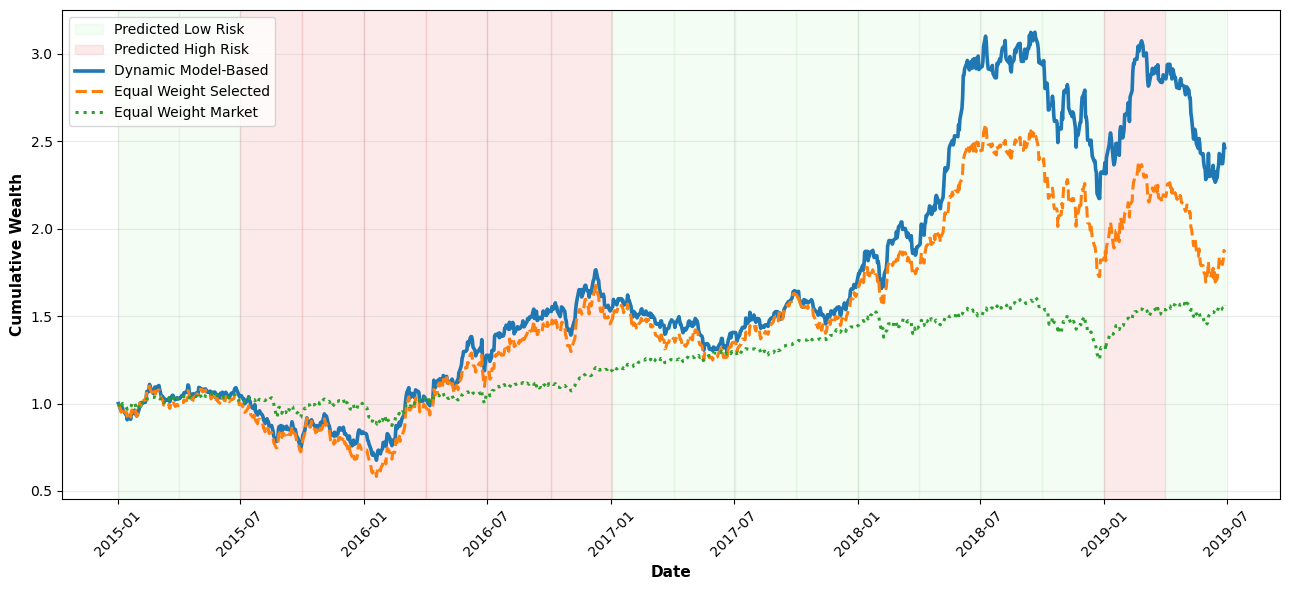 Predicted Low Risk
Predicted High Risk
Dynamic Model-Based
Equal Weight Selected
Equal Weight Market
Cumulative Wealth
3.0
2.5
2.0
1.5
1.0
0.5
2015-01
2015-07
2016-01
2016-07
2017-01
2017-07
2018-01
2018-07
2019-01
2019-07
Date